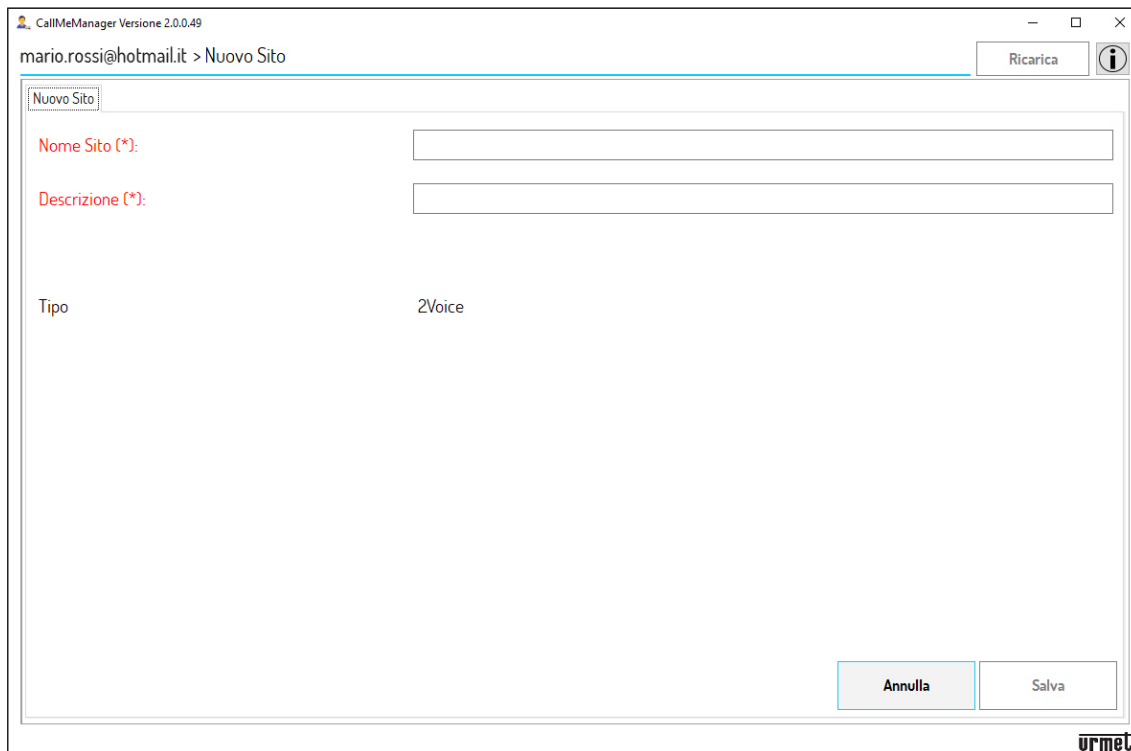 CallMeManager Versione 2.0.0.49
mario.rossi@hotmail.it > Nuovo Sito
Ricarica
Nuovo Sito
Nome Sito (*):
Descrizione (*):
Tipo 2Voice
Annulla Salva
urmet